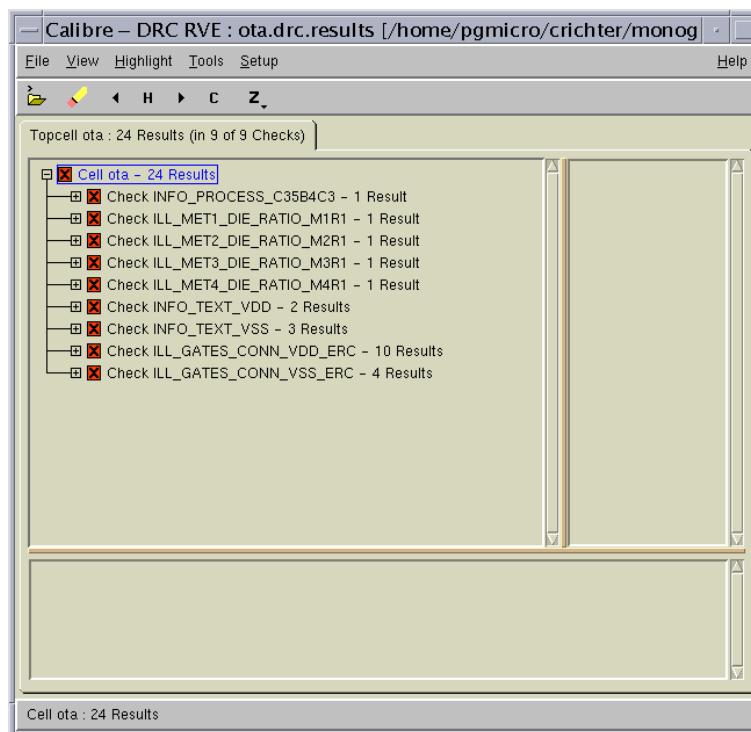 Calibre – DRC RVE : ota.drc.results [/home/pgmicro/crichter/monog
File View Highlight Tools Setup Help
H C Z
Topcell ota : 24 Results (in 9 of 9 Checks)
Cell ota – 24 Results
Check INFO_PROCESS_C35B4C3 – 1 Result
Check ILL_MET1_DIE_RATIO_M1R1 – 1 Result
Check ILL_MET2_DIE_RATIO_M2R1 – 1 Result
Check ILL_MET3_DIE_RATIO_M3R1 – 1 Result
Check ILL_MET4_DIE_RATIO_M4R1 – 1 Result
Check INFO_TEXT_VDD – 2 Results
Check INFO_TEXT_VSS – 3 Results
Check ILL_GATES_CONN_VDD_ERC – 10 Results
Check ILL_GATES_CONN_VSS_ERC – 4 Results
Cell ota : 24 Results